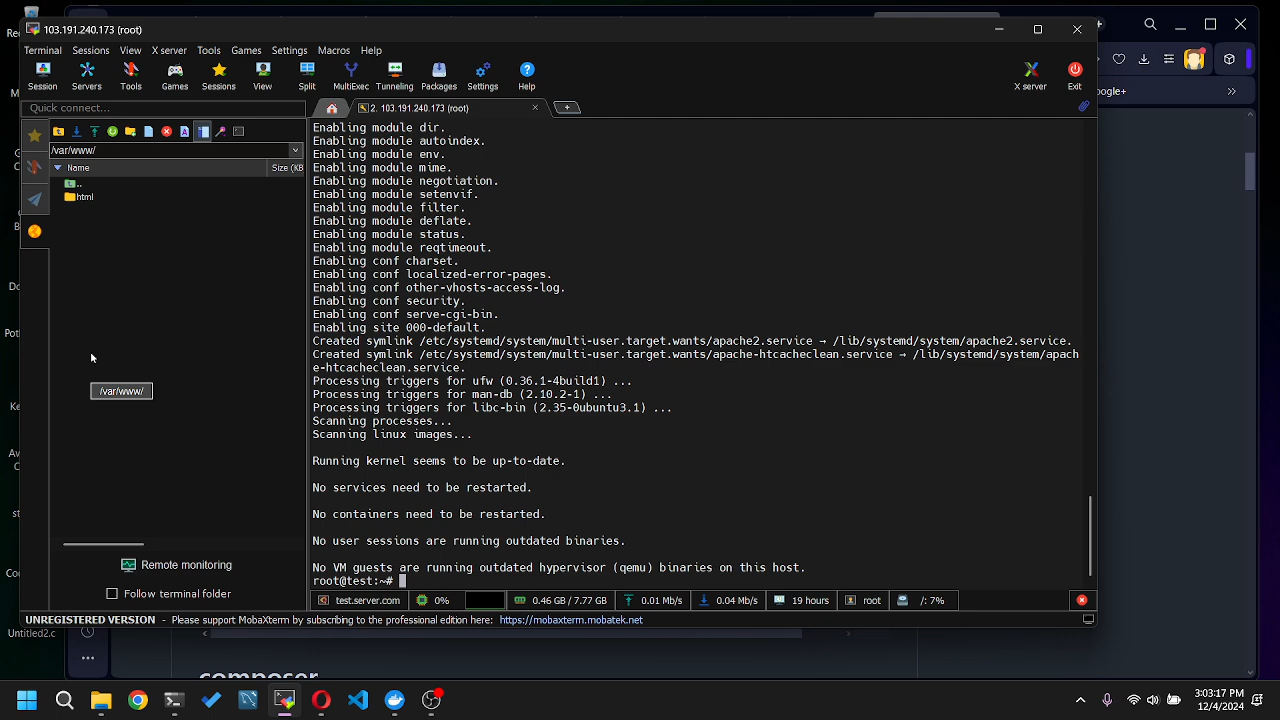 Re
103.191.240.173 (root)
Terminal Sessions View X server Tools Games Settings Macros Help
Session Servers Tools Games Sessions View Split MultiExec Tunneling Packages Settings Help
X server Exit
oogle+
Quick connect...
2. 103.191.240.173 (root)
/var/www/
Name Size (KB
..
html
/var/www/
Enabling module dir.
Enabling module autoindex.
Enabling module env.
Enabling module mime.
Enabling module negotiation.
Enabling module setenvif.
Enabling module filter.
Enabling module deflate.
Enabling module status.
Enabling module reqtimeout.
Enabling conf charset.
Enabling conf localized-error-pages.
Enabling conf other-vhosts-access-log.
Enabling conf security.
Enabling conf serve-cgi-bin.
Enabling site 000-default.
Created symlink /etc/systemd/system/multi-user.target.wants/apache2.service → /lib/systemd/system/apache2.service.
Created symlink /etc/systemd/system/multi-user.target.wants/apache-htcacheclean.service → /lib/systemd/system/apach
e-htcacheclean.service.
Processing triggers for ufw (0.36.1-4build1) ...
Processing triggers for man-db (2.10.2-1) ...
Processing triggers for libc-bin (2.35-0ubuntu3.1) ...
Scanning processes...
Scanning linux images...
Running kernel seems to be up-to-date.
No services need to be restarted.
No containers need to be restarted.
No user sessions are running outdated binaries.
No VM guests are running outdated hypervisor (qemu) binaries on this host.
root@test:~#
Remote monitoring
Follow terminal folder
test.server.com 0% 0.46 GB / 7.77 GB 0.01 Mb/s 0.04 Mb/s 19 hours root /: 7%
UNREGISTERED VERSION - Please support MobaXterm by subscribing to the professional edition here: https://mobaxterm.mobatek.net
Untitled2.c
composer
3:03:17 PM
12/4/2024